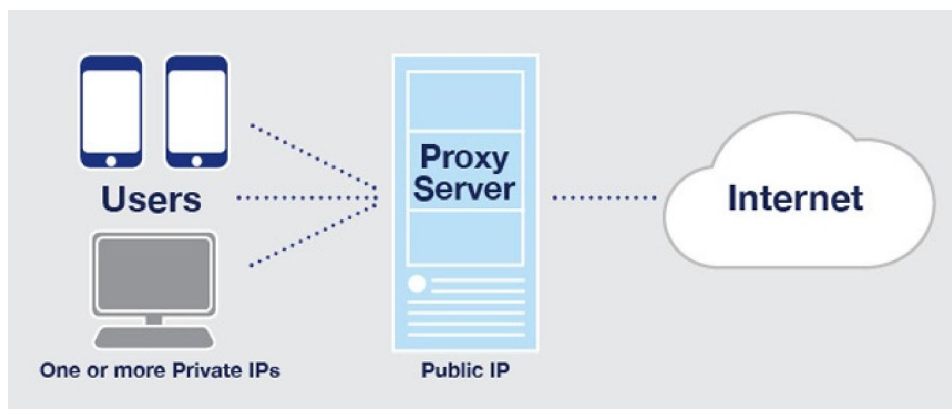 Users
One or more Private IPs
Proxy
Server
Public IP
Internet